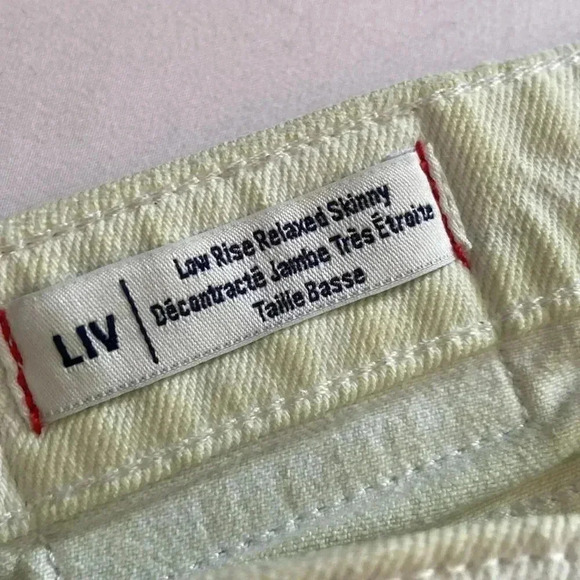 LIV
Low Rise Relaxed Skinny
Décontracté Jambe Très Étroite
Taille Basse